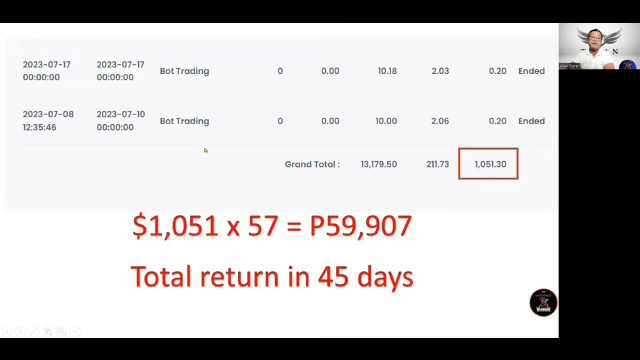 2023-07-17 2023-07-17 Bot Trading 0 0.00 10.18 2.03 0.20 Ended
00:00:00 00:00:00
2023-07-08 2023-07-10 Bot Trading 0 0.00 10.00 2.06 0.20 Ended
12:35:46 00:00:00
Grand Total : 13,179.50 211.73 1,051.30
$1,051 x 57 = P59,907
Total return in 45 days